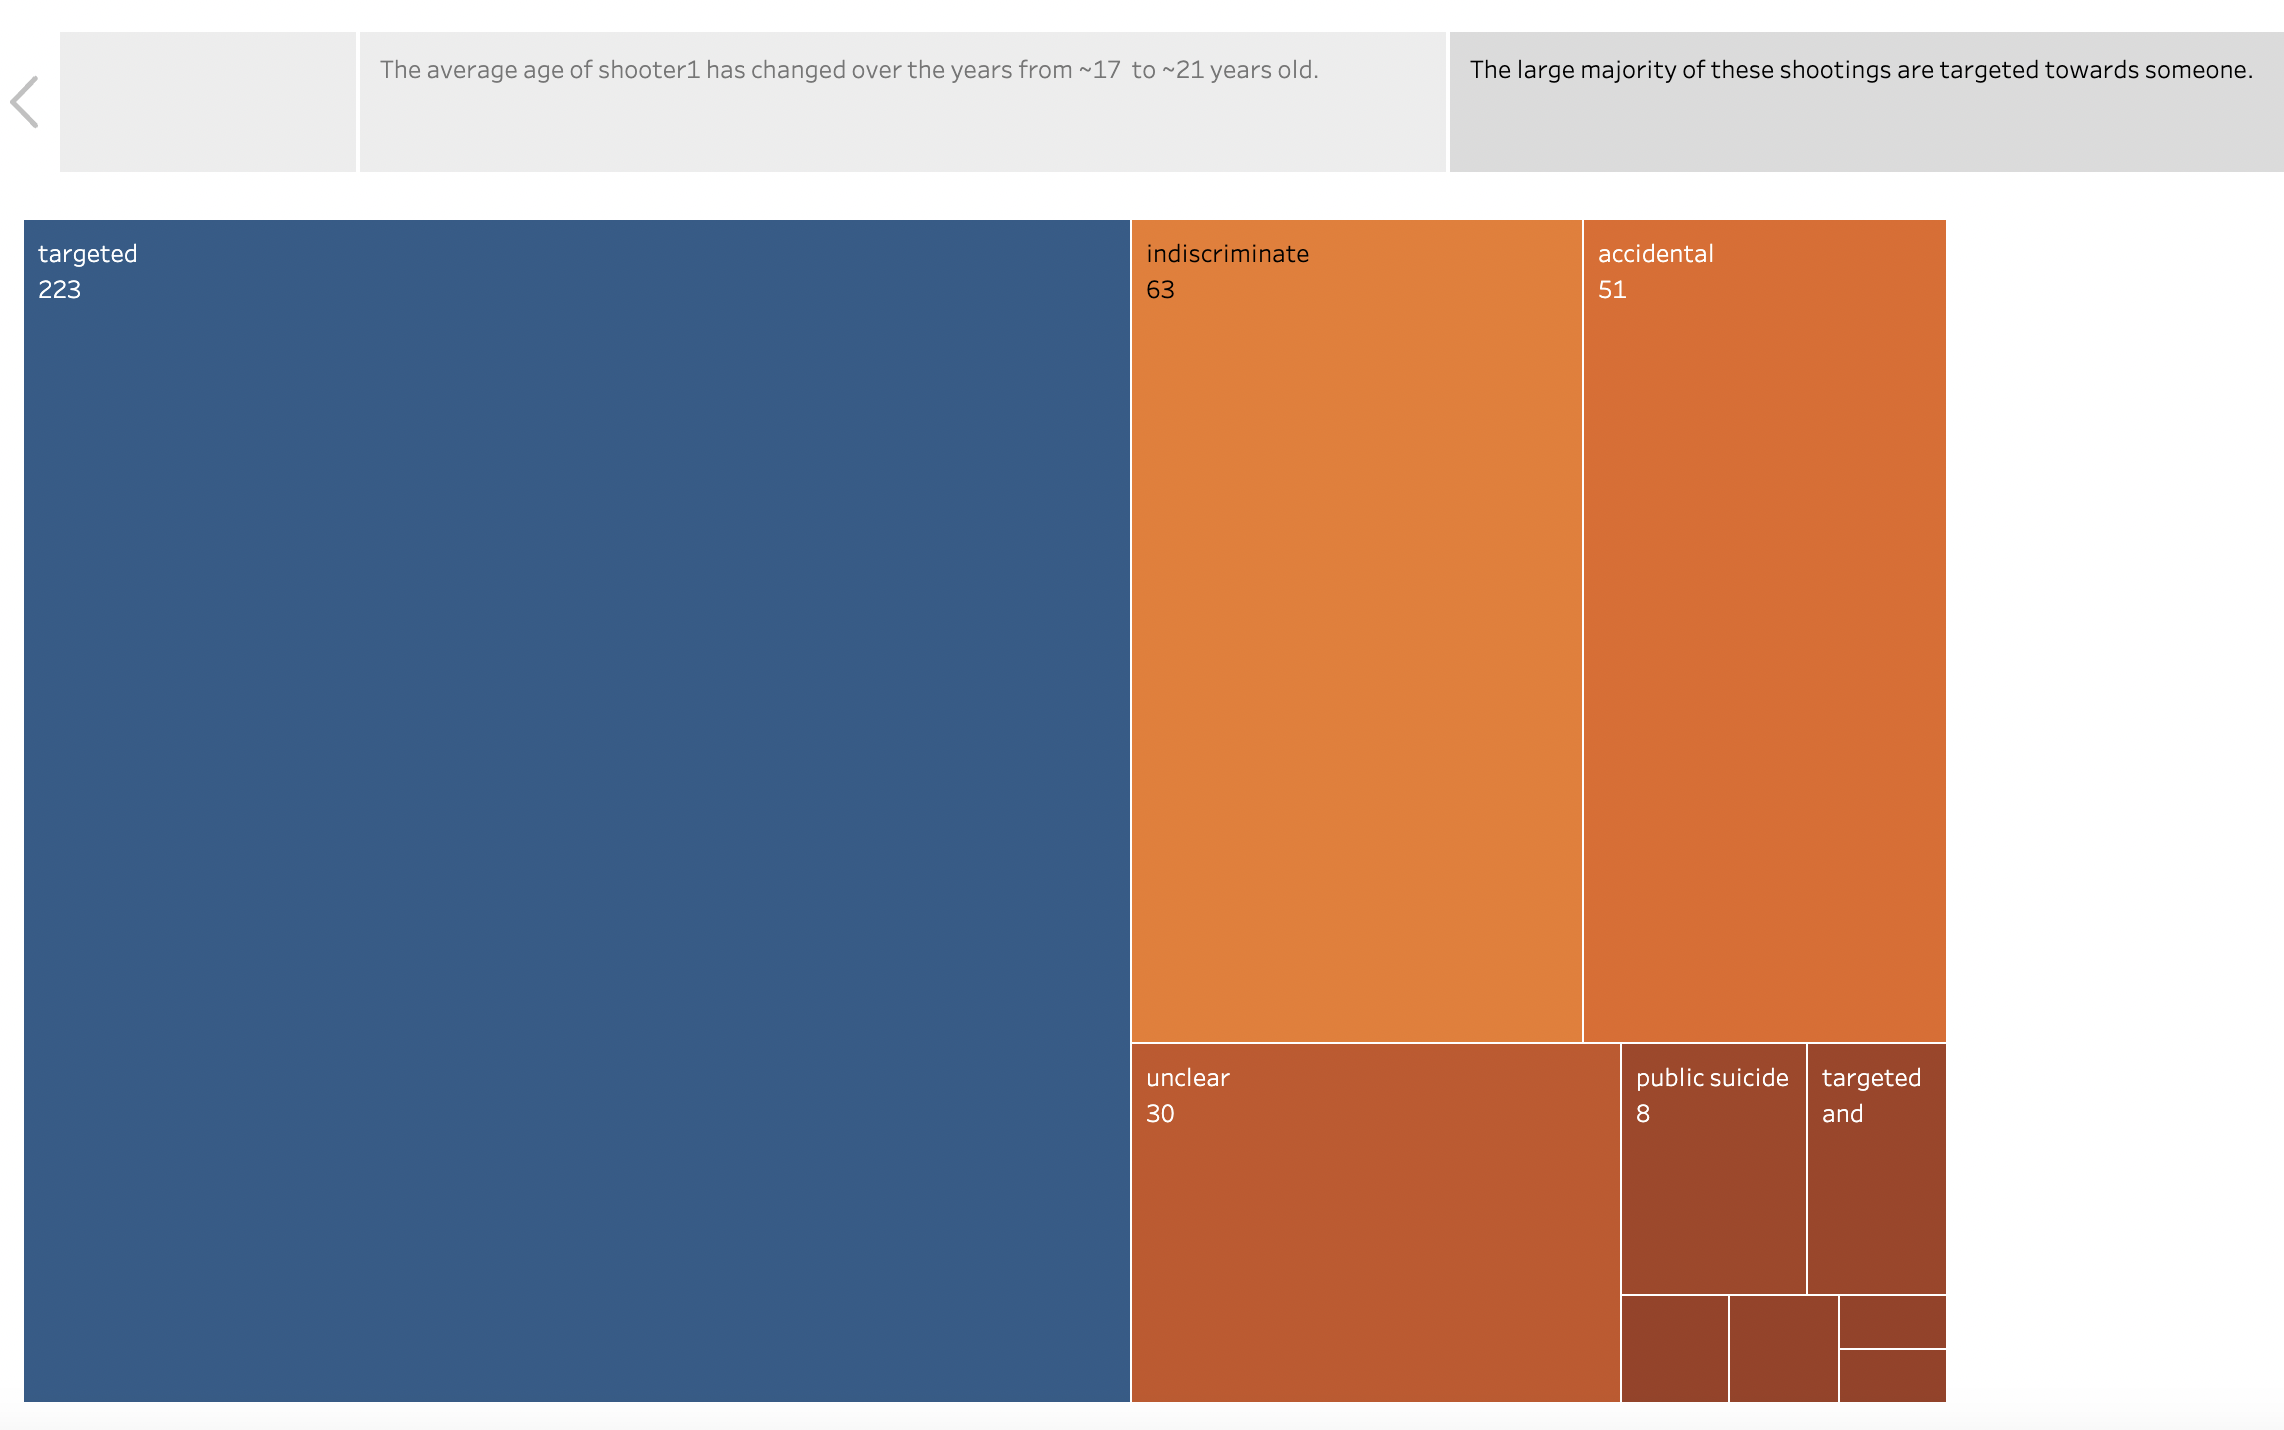 The average age of shooter1 has changed over the years from ~17 to ~21 years old.
The large majority of these shootings are targeted towards someone.
targeted
223
indiscriminate
63
accidental
51
unclear
30
public suicide
8
targeted
and